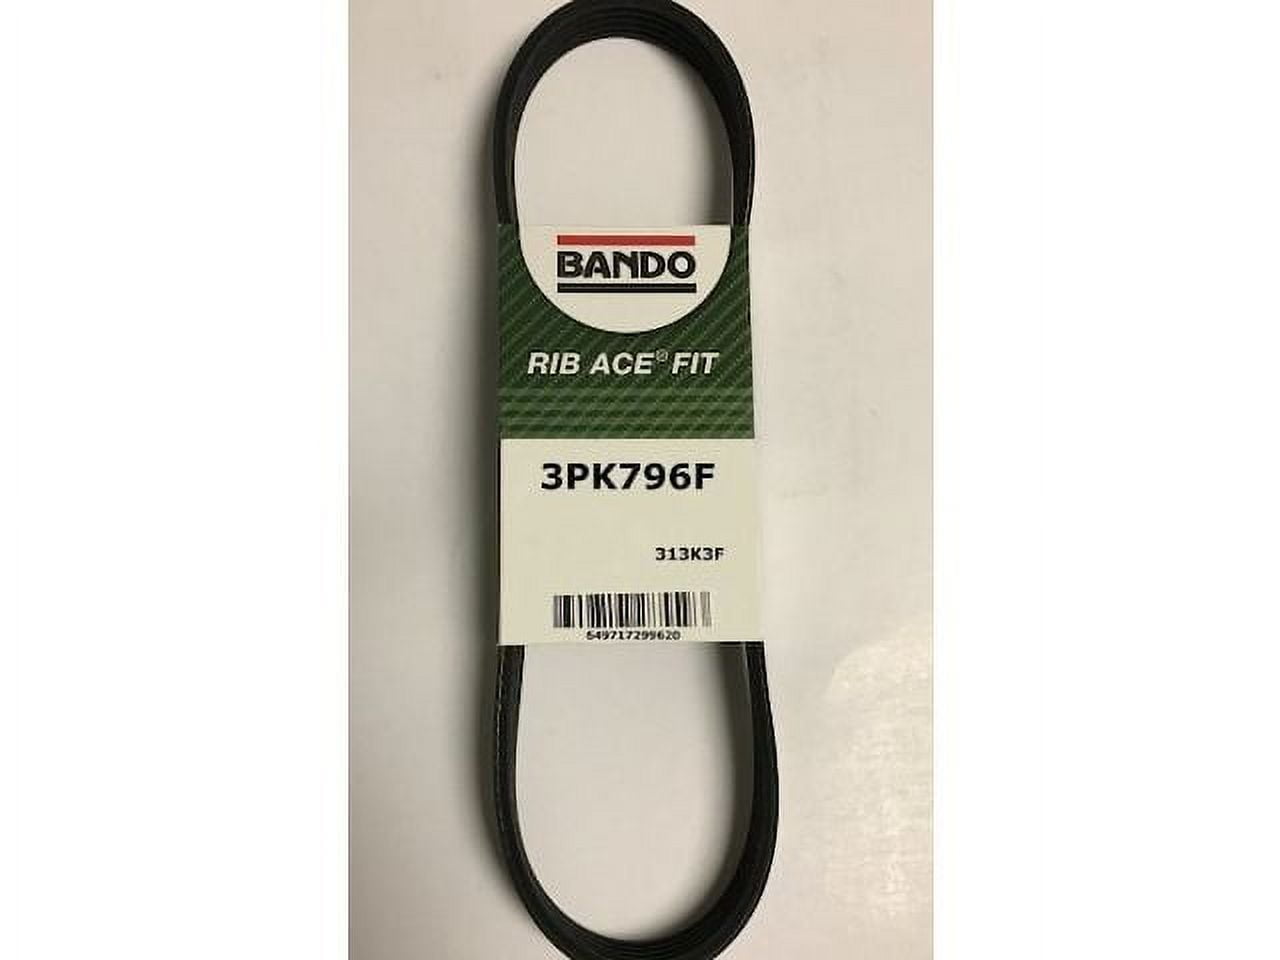 BANDO
RIB ACE® FIT
3PK796F
313K3F
649717299620